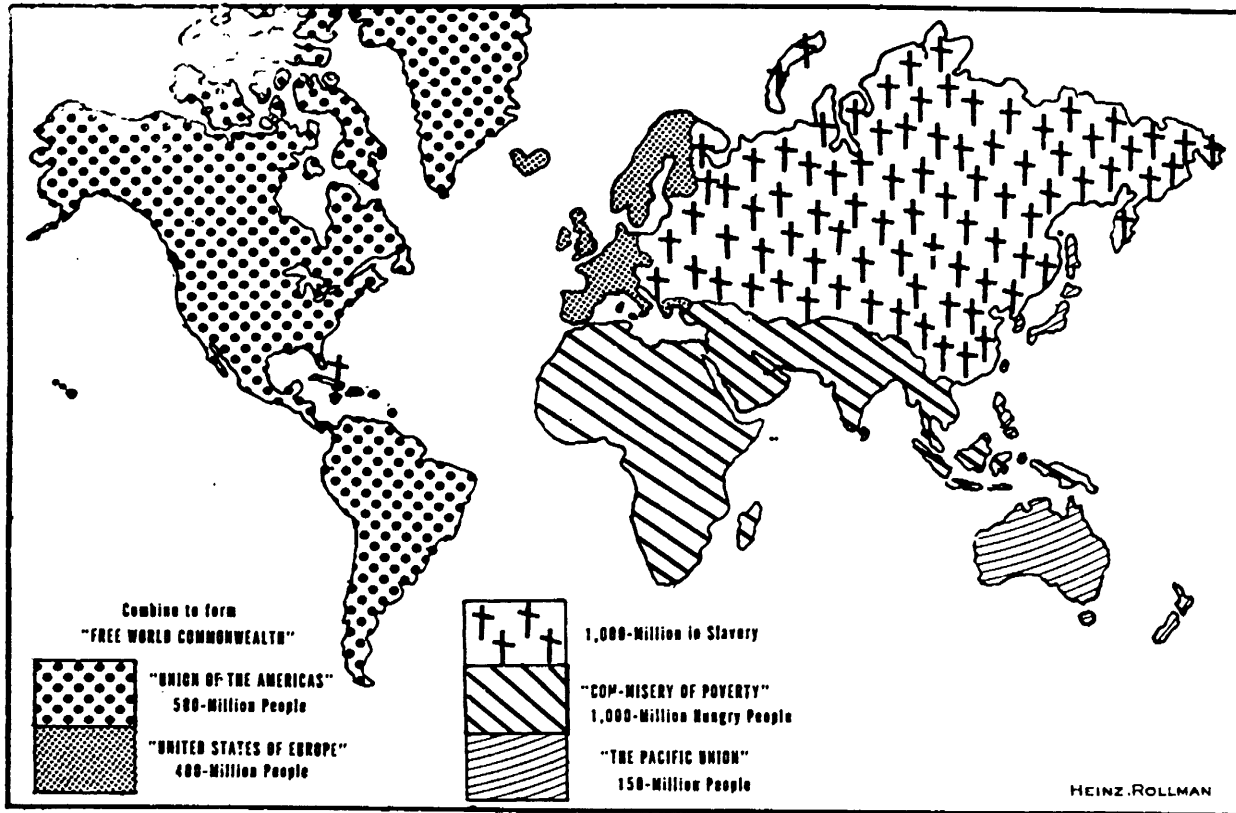 Combine to form
"FREE WORLD COMMONWEALTH"
"UNION OF THE AMERICAS"
500-Million People
"UNITED STATES OF EUROPE"
400-Million People
1,000-Million in Slavery
"COM-MISERY OF POVERTY"
1,000-Million Hungry People
"THE PACIFIC UNION"
150-Million People
HEINZ.ROLLMAN